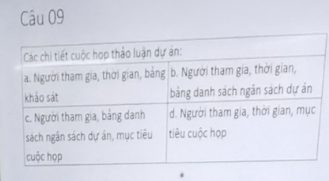 Câu 09
Các chi tiết cuộc họp thảo luận dự án:
a. Người tham gia, thời gian, bảng
khảo sát
b. Người tham gia, thời gian,
bảng danh sách ngân sách dự án
c. Người tham gia, bảng danh
sách ngân sách dự án, mục tiêu
cuộc họp
d. Người tham gia, thời gian, mục
tiêu cuộc họp